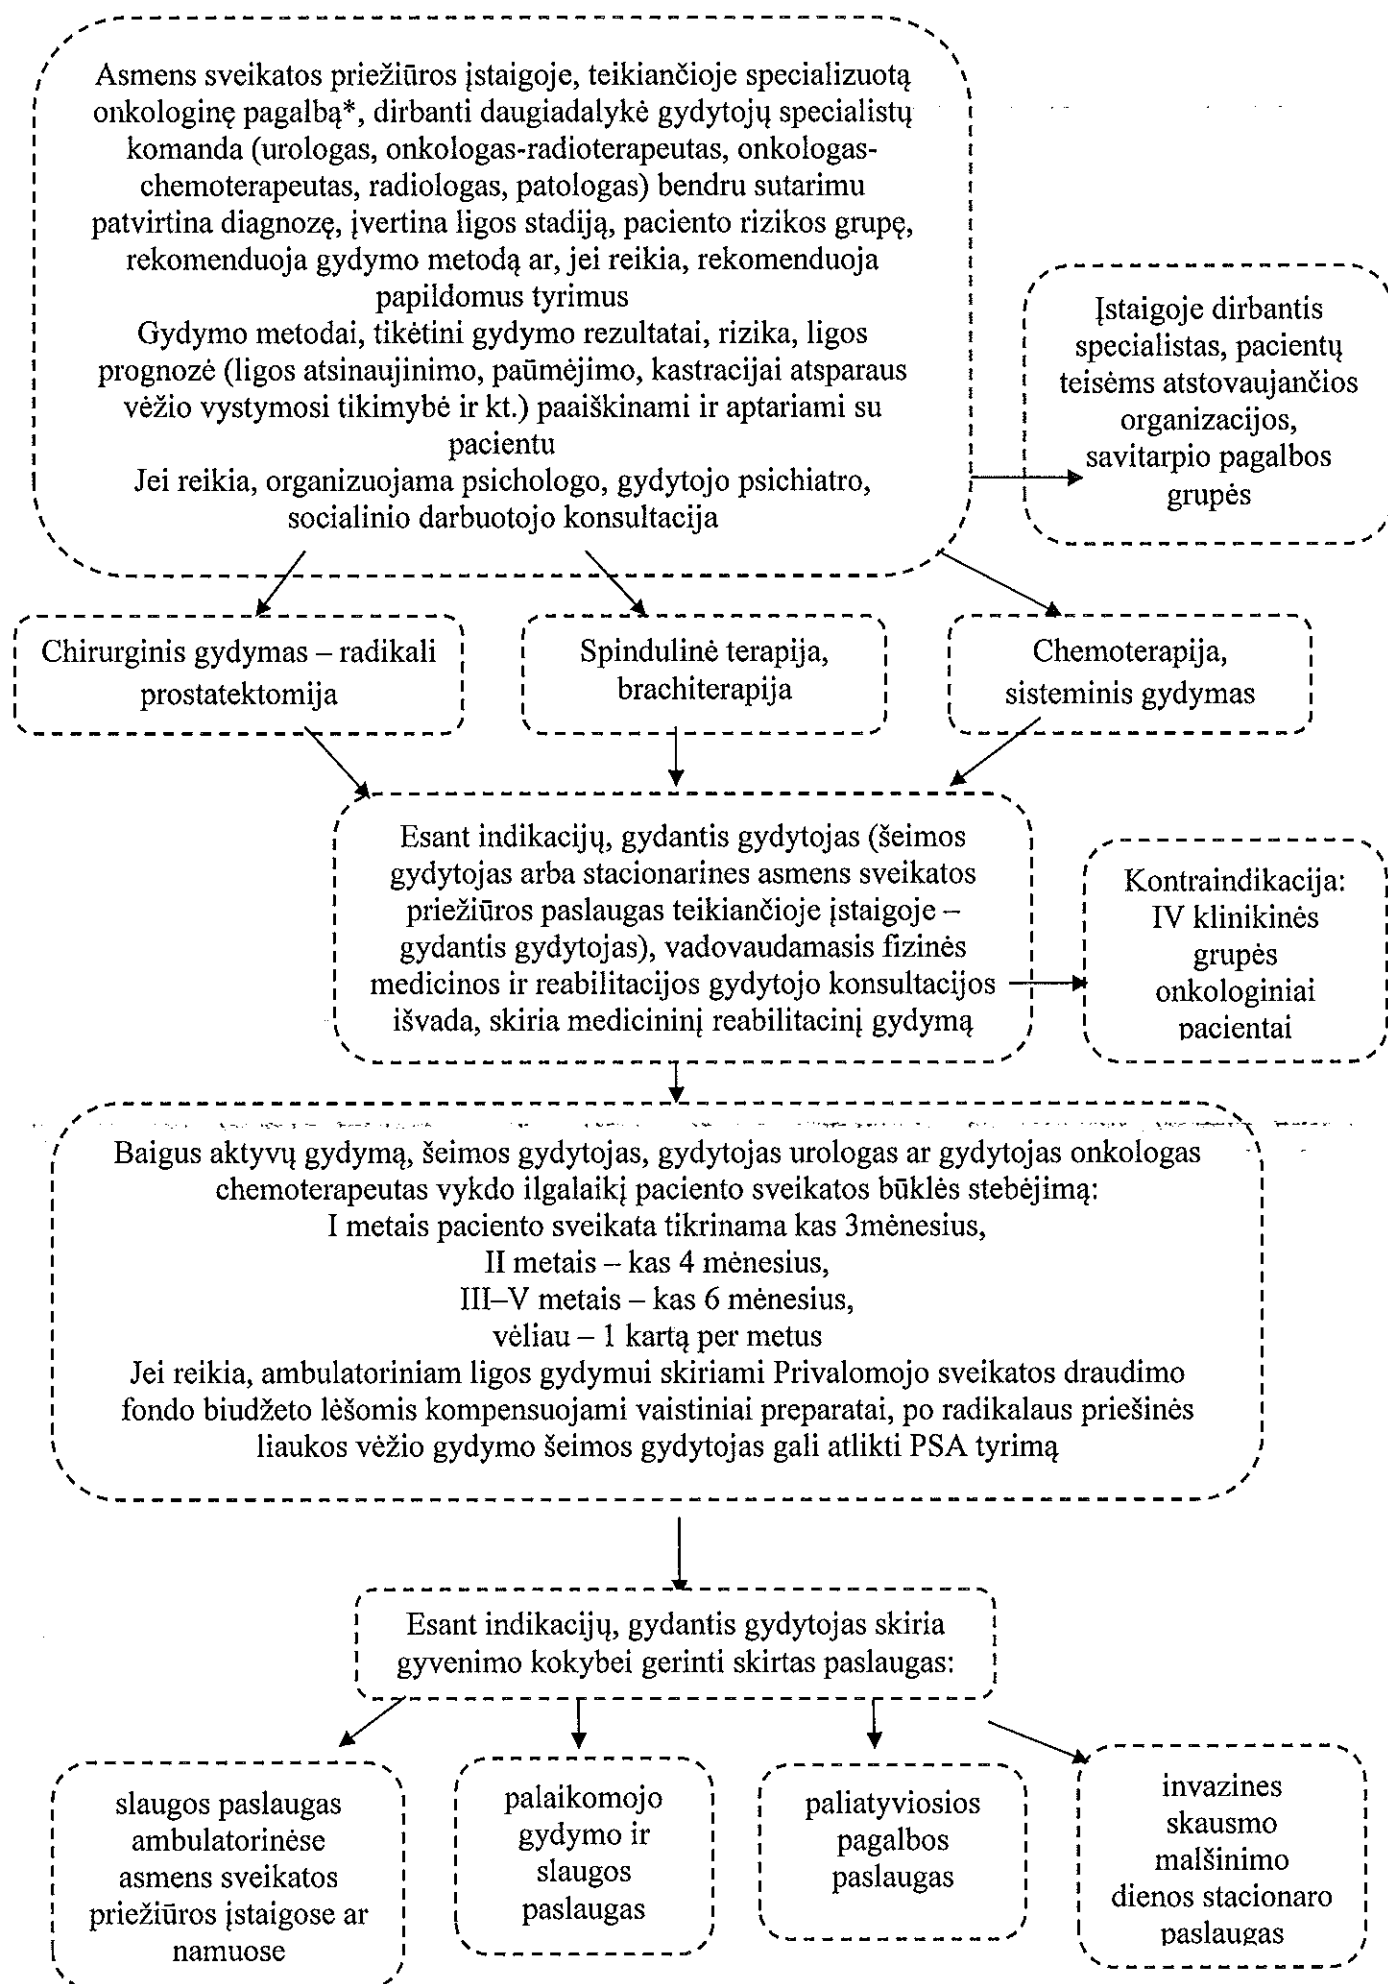 Asmens sveikatos priežiūros įstaigoje, teikiančioje specializuotą
onkologinę pagalbą*, dirbanti daugiadalykė gydytojų specialistų
komanda (urologas, onkologas-radioterapeutas, onkologas-
chemoterapeutas, radiologas, patologas) bendru sutarimu
patvirtina diagnozę, įvertina ligos stadiją, paciento rizikos grupę,
rekomenduoja gydymo metodą ar, jei reikia, rekomenduoja
papildomus tyrimus
Gydymo metodai, tikėtini gydymo rezultatai, rizika, ligos
prognozė (ligos atsinaujinimo, paūmėjimo, kastracijai atsparaus
vėžio vystymosi tikimybė ir kt.) paaiškinami ir aptariami su
pacientu
Jei reikia, organizuojama psichologo, gydytojo psichiatro,
socialinio darbuotojo konsultacija
Įstaigoje dirbantis
specialistas, pacientų
teisėms atstovaujančios
organizacijos,
savitarpio pagalbos
grupės
Chirurginis gydymas – radikali
prostatektomija
Spindulinė terapija,
brachiterapija
Chemoterapija,
sisteminis gydymas
Esant indikacijų, gydantis gydytojas (šeimos
gydytojas arba stacionarines asmens sveikatos
priežiūros paslaugas teikiančioje įstaigoje –
gydantis gydytojas), vadovaudamasis fizinės
medicinos ir reabilitacijos gydytojo konsultacijos
išvada, skiria medicininį reabilitacinį gydymą
Kontraindikacija:
IV klinikinės
grupės
onkologiniai
pacientai
Baigus aktyvų gydymą, šeimos gydytojas, gydytojas urologas ar gydytojas onkologas
chemoterapeutas vykdo ilgalaikį paciento sveikatos būklės stebėjimą:
I metais paciento sveikata tikrinama kas 3mėnesius,
II metais – kas 4 mėnesius,
III–V metais – kas 6 mėnesius,
vėliau – 1 kartą per metus
Jei reikia, ambulatoriniam ligos gydymui skiriami Privalomojo sveikatos draudimo
fondo biudžeto lėšomis kompensuojami vaistiniai preparatai, po radikalaus priešinės
liaukos vėžio gydymo šeimos gydytojas gali atlikti PSA tyrimą
Esant indikacijų, gydantis gydytojas skiria
gyvenimo kokybei gerinti skirtas paslaugas:
slaugos paslaugas
ambulatorinėse
asmens sveikatos
priežiūros įstaigose ar
namuose
palaikomojo
gydymo ir
slaugos
paslaugas
paliatyviosios
pagalbos
paslaugas
invazines
skausmo
malšinimo
dienos stacionaro
paslaugas